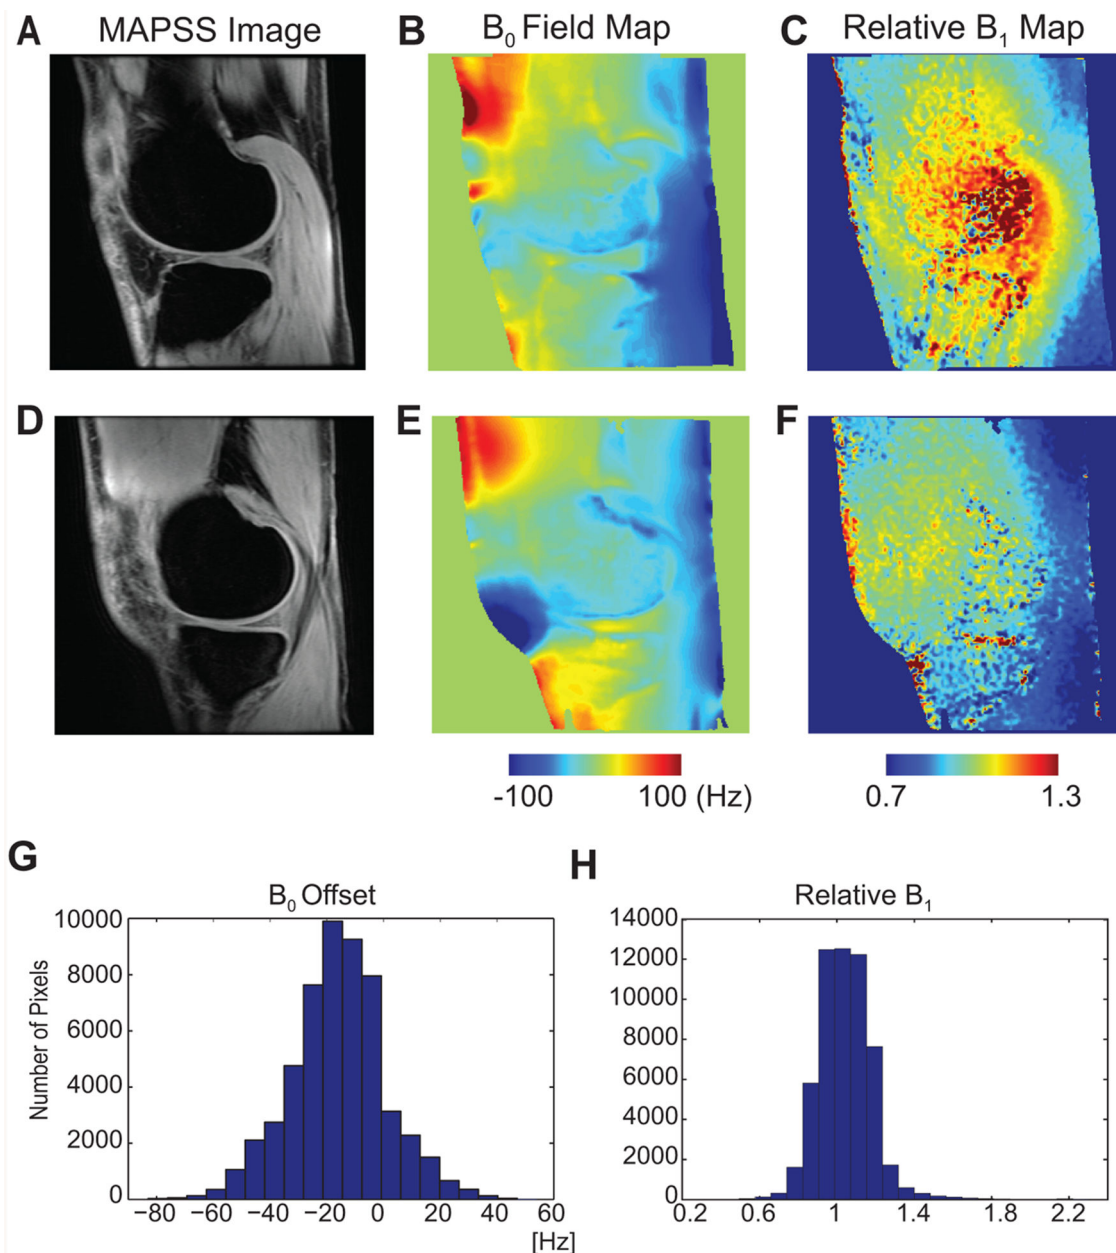 A MAPSS Image B B0 Field Map C Relative B1 Map
D E F
-100 100 (Hz) 0.7 1.3
G H
B0 Offset Relative B1
Number of Pixels
10000
8000
6000
4000
2000
0
−80 −60 −40 −20 0 20 40 60
[Hz]
14000
12000
10000
8000
6000
4000
2000
0
0.2 0.6 1 1.4 1.8 2.2